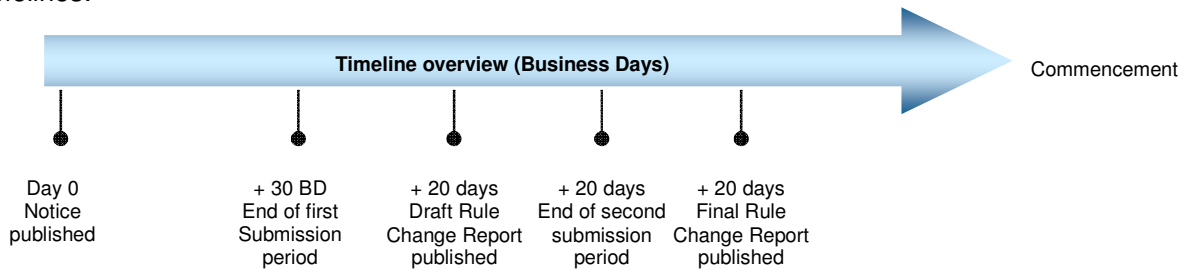 Timeline overview (Business Days)
Commencement
Day 0
Notice
published
+ 30 BD
End of first
Submission
period
+ 20 days
Draft Rule
Change Report
published
+ 20 days
End of second
submission
period
+ 20 days
Final Rule
Change Report
published